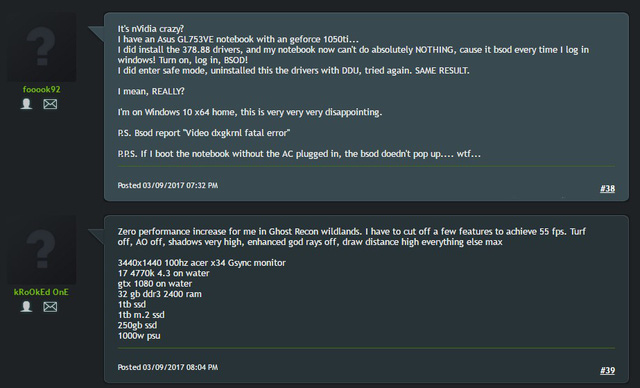 It's nVidia crazy?
I have an Asus GL753VE notebook with an geforce 1050ti...
I did install the 378.88 drivers, and my notebook now can't do absolutely NOTHING, cause it bsod every time I log in
windows! Turn on, log in, BSOD!
I did enter safe mode, uninstalled this the drivers with DDU, tried again. SAME RESULT.
I mean, REALLY?
I'm on Windows 10 x64 home, this is very very very disappointing.
P.S. Bsod report "Video dxgkrnl fatal error"
P.P.S. If I boot the notebook without the AC plugged in, the bsod doedn't pop up.... wtf...
fooook92
Posted 03/09/2017 07:32 PM
#38
Zero performance increase for me in Ghost Recon wildlands. I have to cut off a few features to achieve 55 fps. Turf
off, AO off, shadows very high, enhanced god rays off, draw distance high everything else max
3440x1440 100hz acer x34 Gsync monitor
17 4770k 4.3 on water
gtx 1080 on water
32 gb ddr3 2400 ram
1tb ssd
1tb m.2 ssd
250gb ssd
1000w psu
kRoOkEd OnE
Posted 03/09/2017 08:04 PM
#39